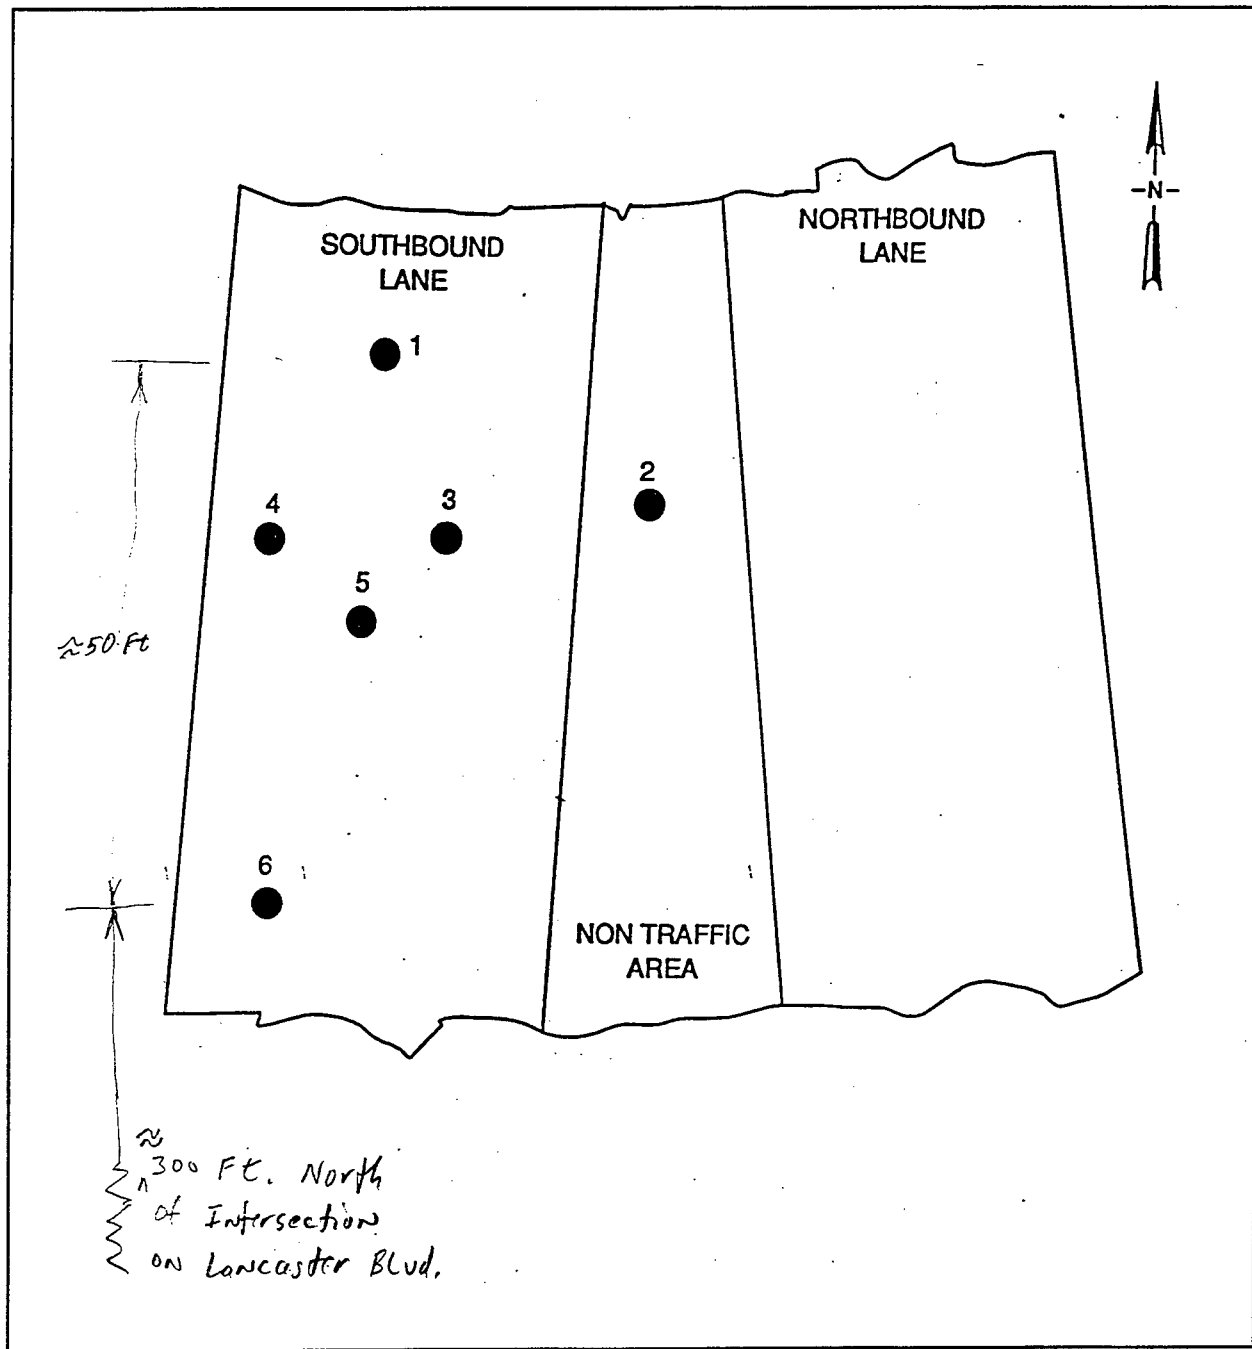 -N-
SOUTHBOUND
LANE
NORTHBOUND
LANE
1
2
4
3
5
≈50 Ft
6
NON TRAFFIC
AREA
≈ 300 Ft. North
of Intersection
on Lancaster Blvd.